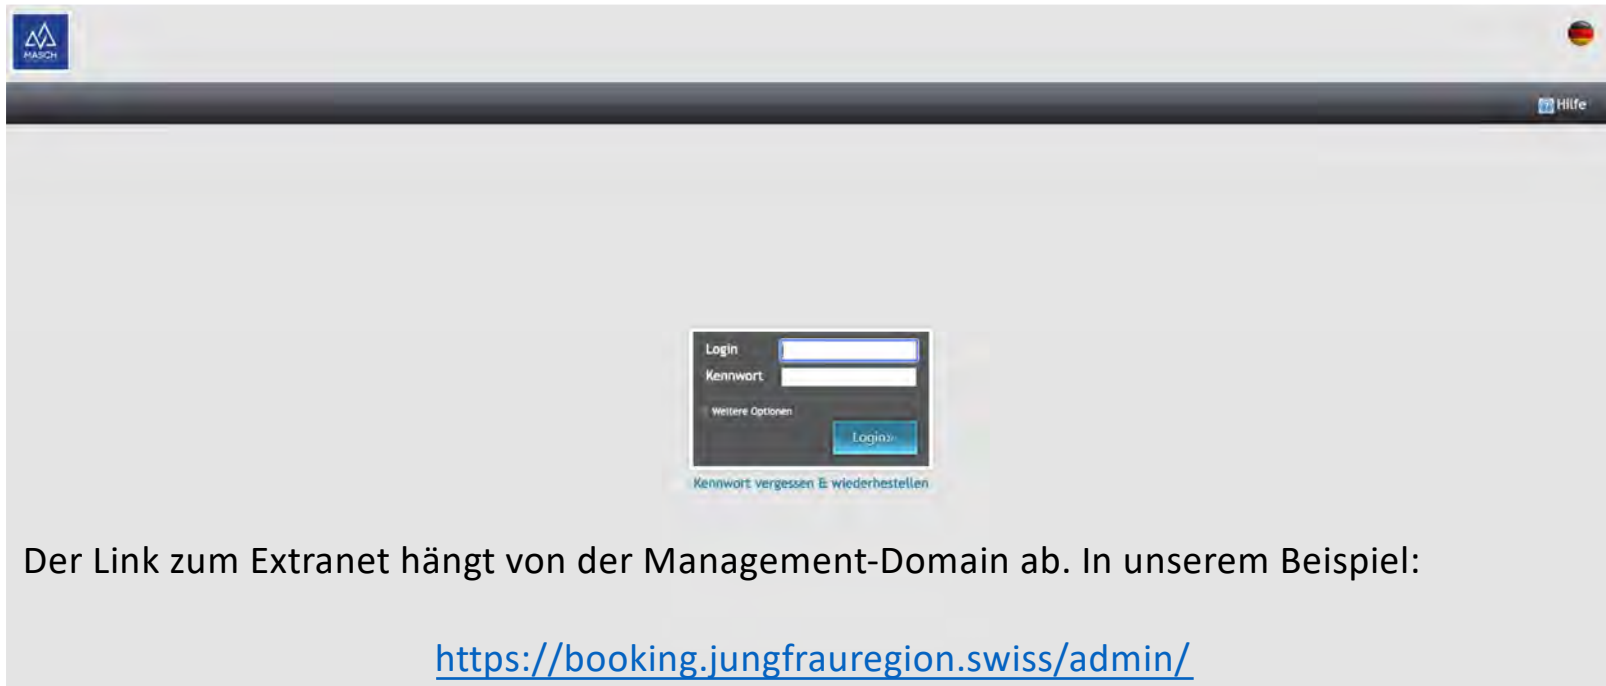 MASCH
Hilfe
Login
Kennwort
Weitere Optionen
Login»
Kennwort vergessen & wiederhestellen
Der Link zum Extranet hängt von der Management-Domain ab. In unserem Beispiel:
https://booking.jungfrauregion.swiss/admin/